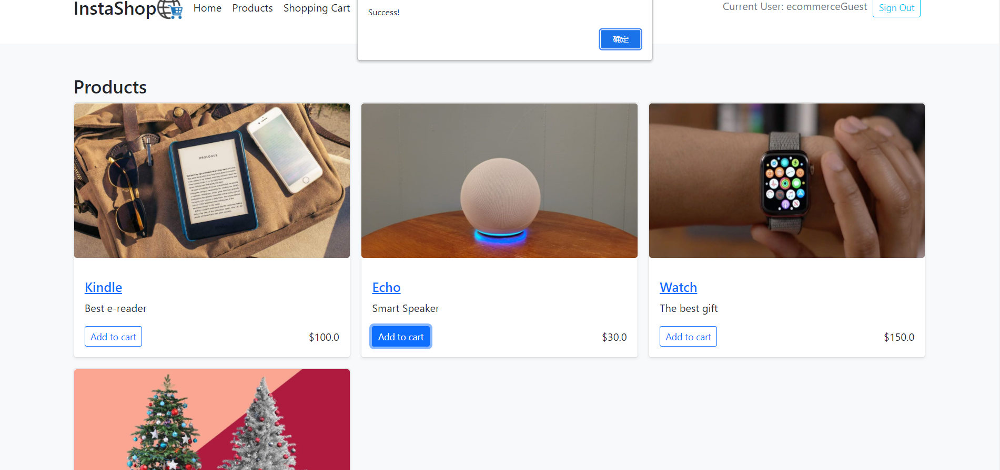 InstaShop Home Products Shopping Cart
Success!
确定
Current User: ecommerceGuest Sign Out
Products
PROLOGUE
Kindle
Best e-reader
Add to cart $100.0
Echo
Smart Speaker
Add to cart $30.0
Watch
The best gift
Add to cart $150.0